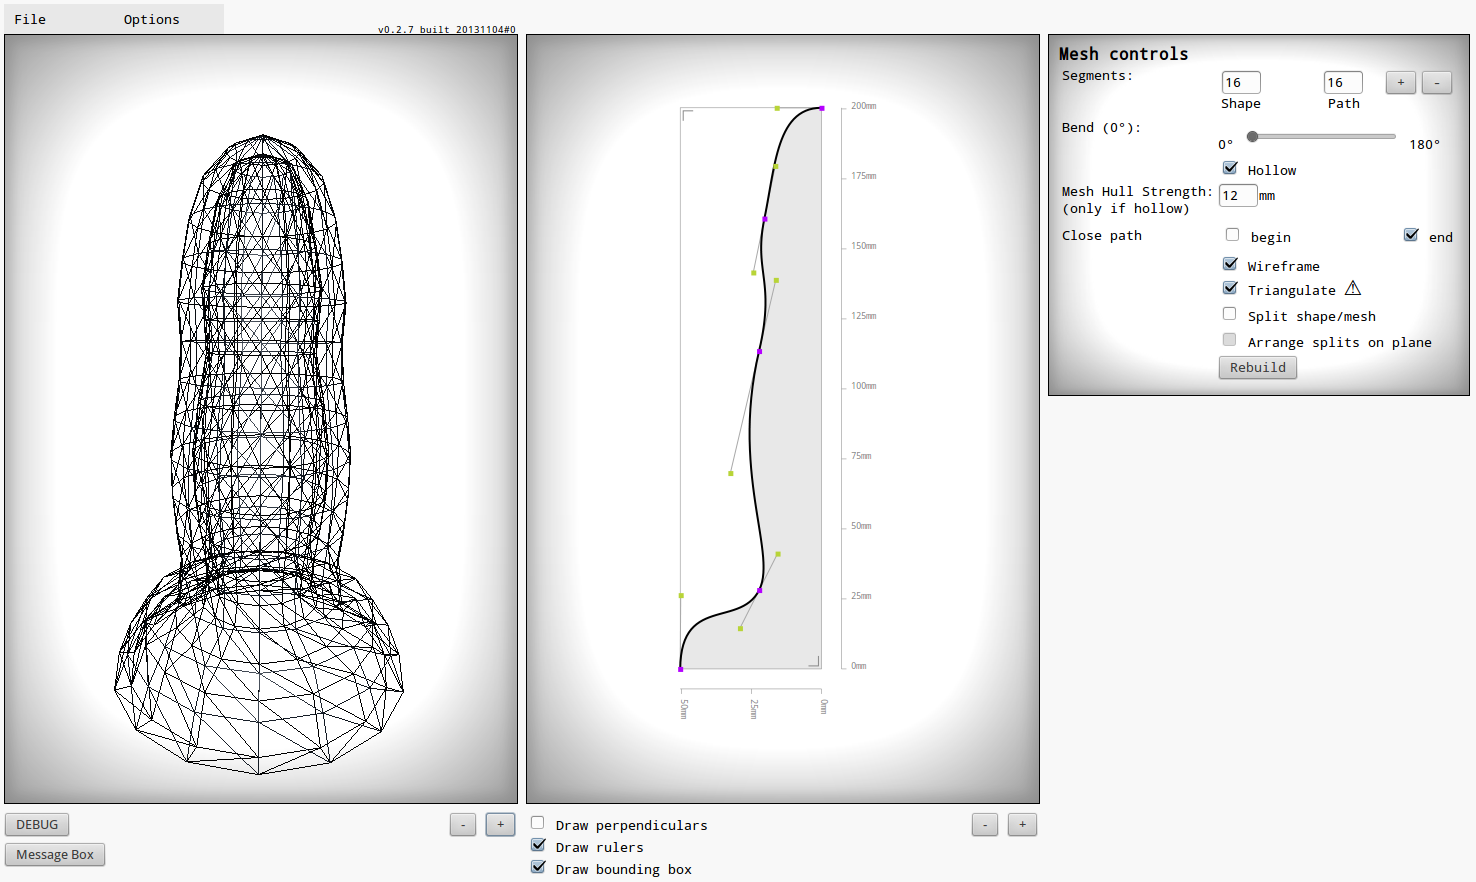 File Options
v0.2.7 built 20131104#0
200mm
175mm
150mm
125mm
100mm
75mm
50mm
25mm
0mm
50mm 25mm 0mm
DEBUG - +
Message Box
Draw perpendiculars - +
Draw rulers
Draw bounding box
Mesh controls
Segments: 16 16 + -
Shape Path
Bend (0°): 0° 180°
Hollow
Mesh Hull Strength: 12 mm
(only if hollow)
Close path begin end
Wireframe
Triangulate ⚠
Split shape/mesh
Arrange splits on plane
Rebuild